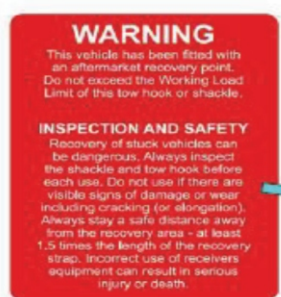 WARNING
This vehicle has been fitted with
an aftermarket recovery point.
Do not exceed the Working Load
Limit of this tow hook or shackle.
INSPECTION AND SAFETY
Recovery of stuck vehicles can
be dangerous. Always inspect
the shackle and tow hook before
each use. Do not use if there are
visible signs of damage or wear
including cracking (or elongation).
Always stay a safe distance away
from the recovery area - at least
1.5 times the length of the recovery
strap. Incorrect use of receivers
equipment can result in serious
injury or death.